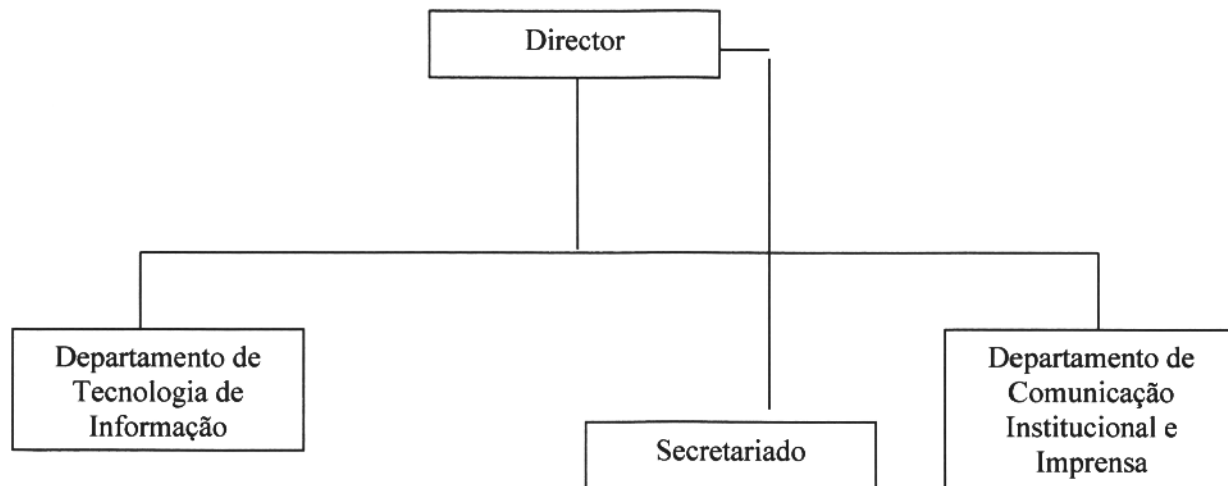 Director
Departamento de
Tecnologia de
Informação
Secretariado
Departamento de
Comunicação
Institucional e
Imprensa